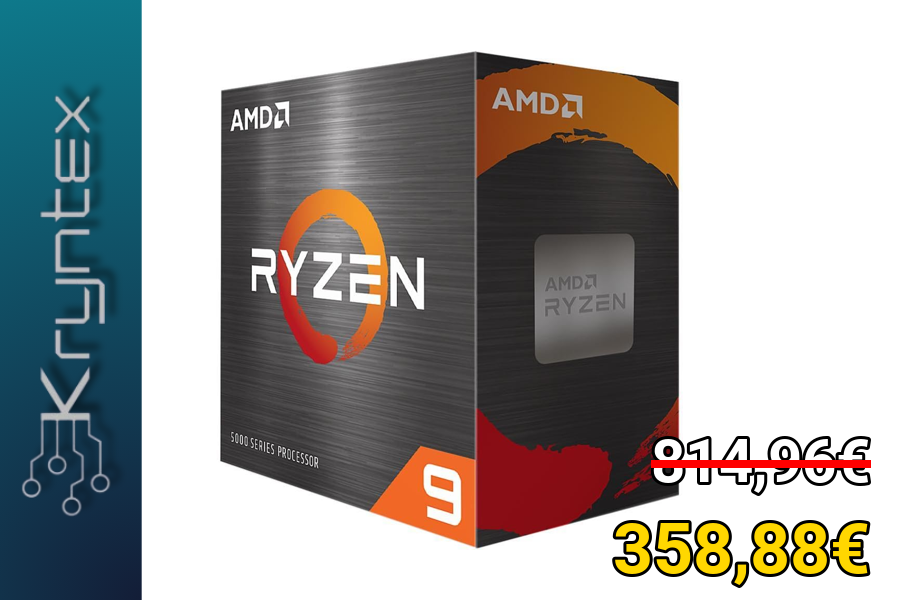 Kryntex
AMD
RYZEN
5000 SERIES PROCESSOR
9
AMD
AMD
RYZEN
814,96€
358,88€